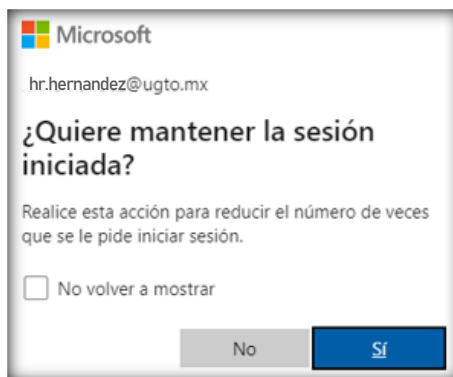 Microsoft
hr.hernandez@ugto.mx
¿Quiere mantener la sesión
iniciada?
Realice esta acción para reducir el número de veces
que se le pide iniciar sesión.
No volver a mostrar
No
Sí